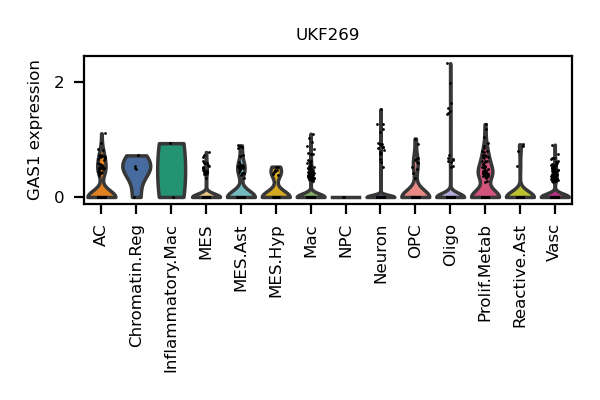 UKF269
GAS1 expression
2
0
AC
Chromatin.Reg
Inflammatory.Mac
MES
MES.Ast
MES.Hyp
Mac
NPC
Neuron
OPC
Oligo
Prolif.Metab
Reactive.Ast
Vasc